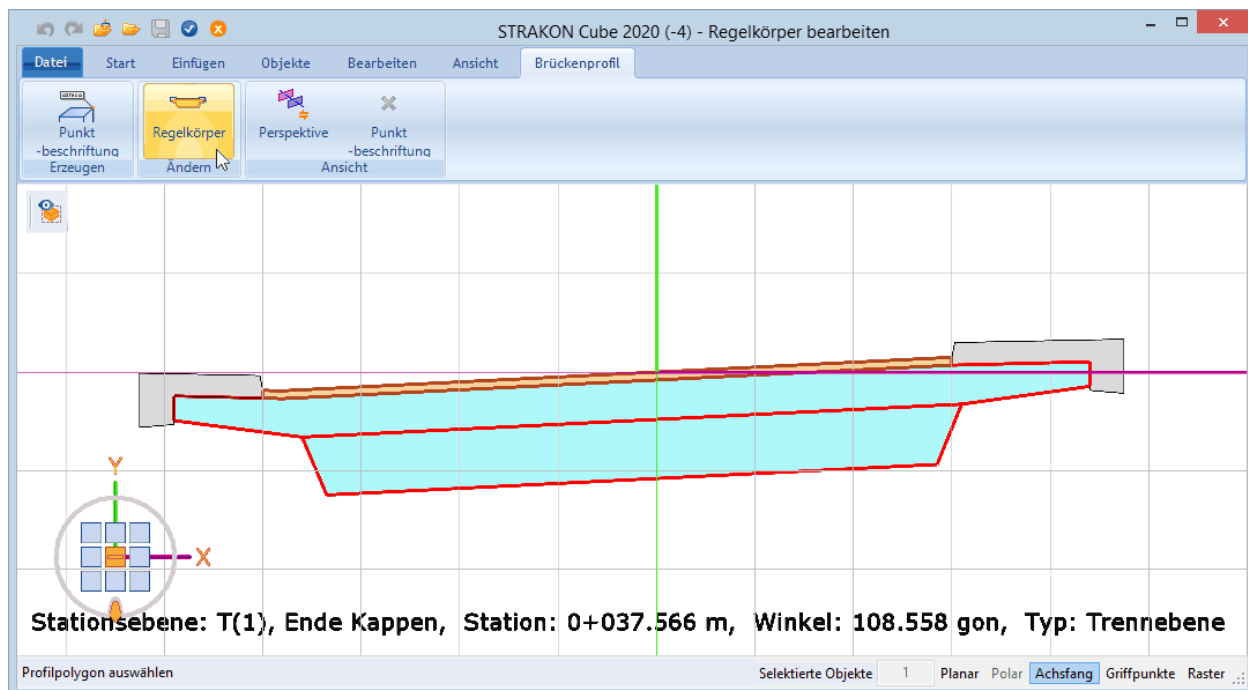 STRAKON Cube 2020 (-4) - Regelkörper bearbeiten
Datei Start Einfügen Objekte Bearbeiten Ansicht Brückenprofil
Punkt Regelkörper Perspektive Punkt
-beschriftung -beschriftung
Erzeugen Ändern Ansicht
Y
X
Stationsebene: T(1), Ende Kappen, Station: 0+037.566 m, Winkel: 108.558 gon, Typ: Trennebene
Profilpolygon auswählen Selektierte Objekte 1 Planar Polar Achsfang Griffpunkte Raster